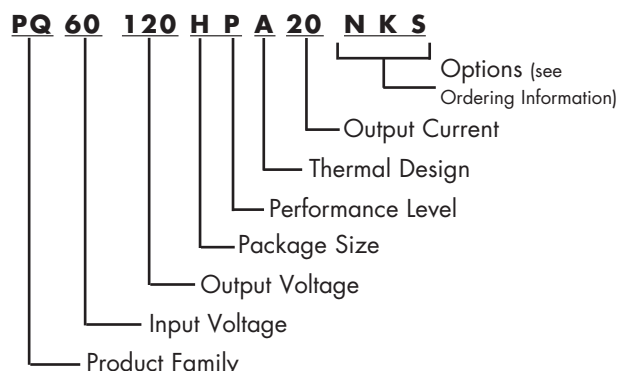 PQ 60 120 H P A 20 N K S
Options (see
Ordering Information)
Output Current
Thermal Design
Performance Level
Package Size
Output Voltage
Input Voltage
Product Family